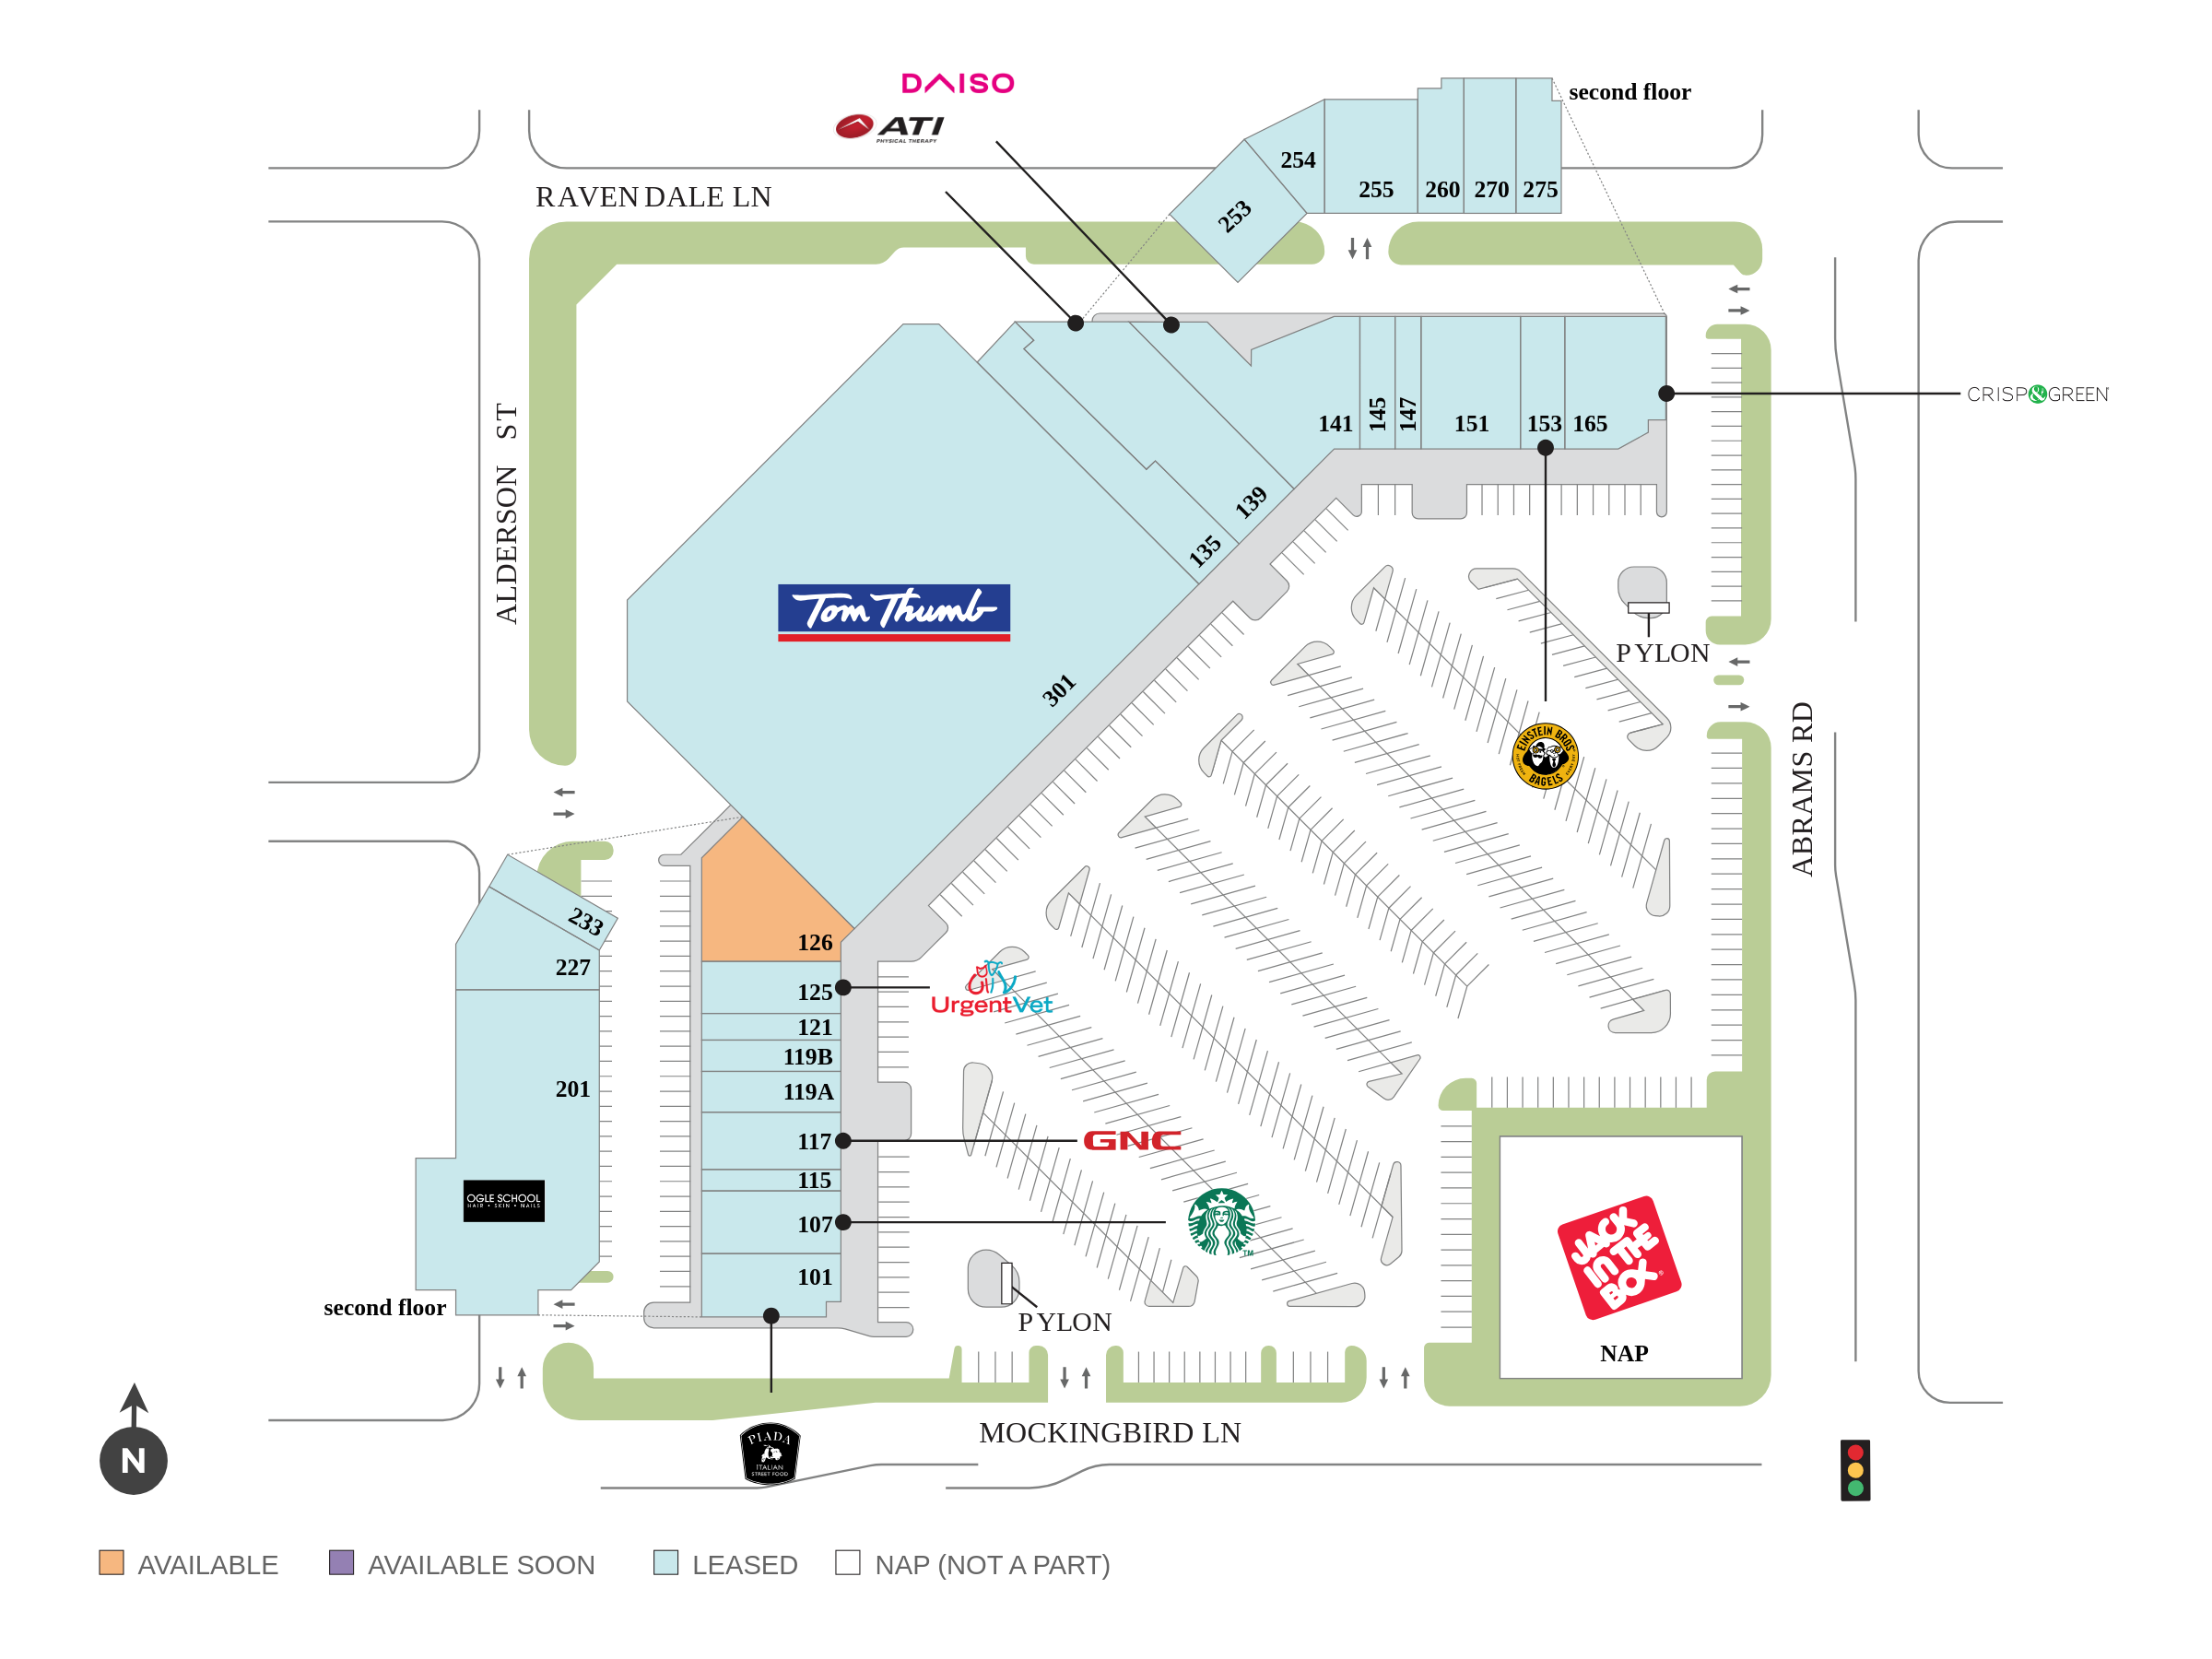 DAISO
second floor
ATI
PHYSICAL THERAPY
254
255
260
270
275
RAVENDALE LN
253
CRISP&GREEN
ALDERSON ST
141
145
147
151
153
165
139
135
Tom Thumb
301
PYLON
EINSTEIN BROS
BAGELS
ABRAMS RD
233
227
201
126
125
UrgentVet
121
119B
119A
117
GNC
115
107
TM
101
OGLE SCHOOL
HAIR • SKIN • NAILS
second floor
PYLON
JACK
IN THE
BOX
NAP
MOCKINGBIRD LN
PIADA
ITALIAN
STREET FOOD
N
AVAILABLE
AVAILABLE SOON
LEASED
NAP (NOT A PART)